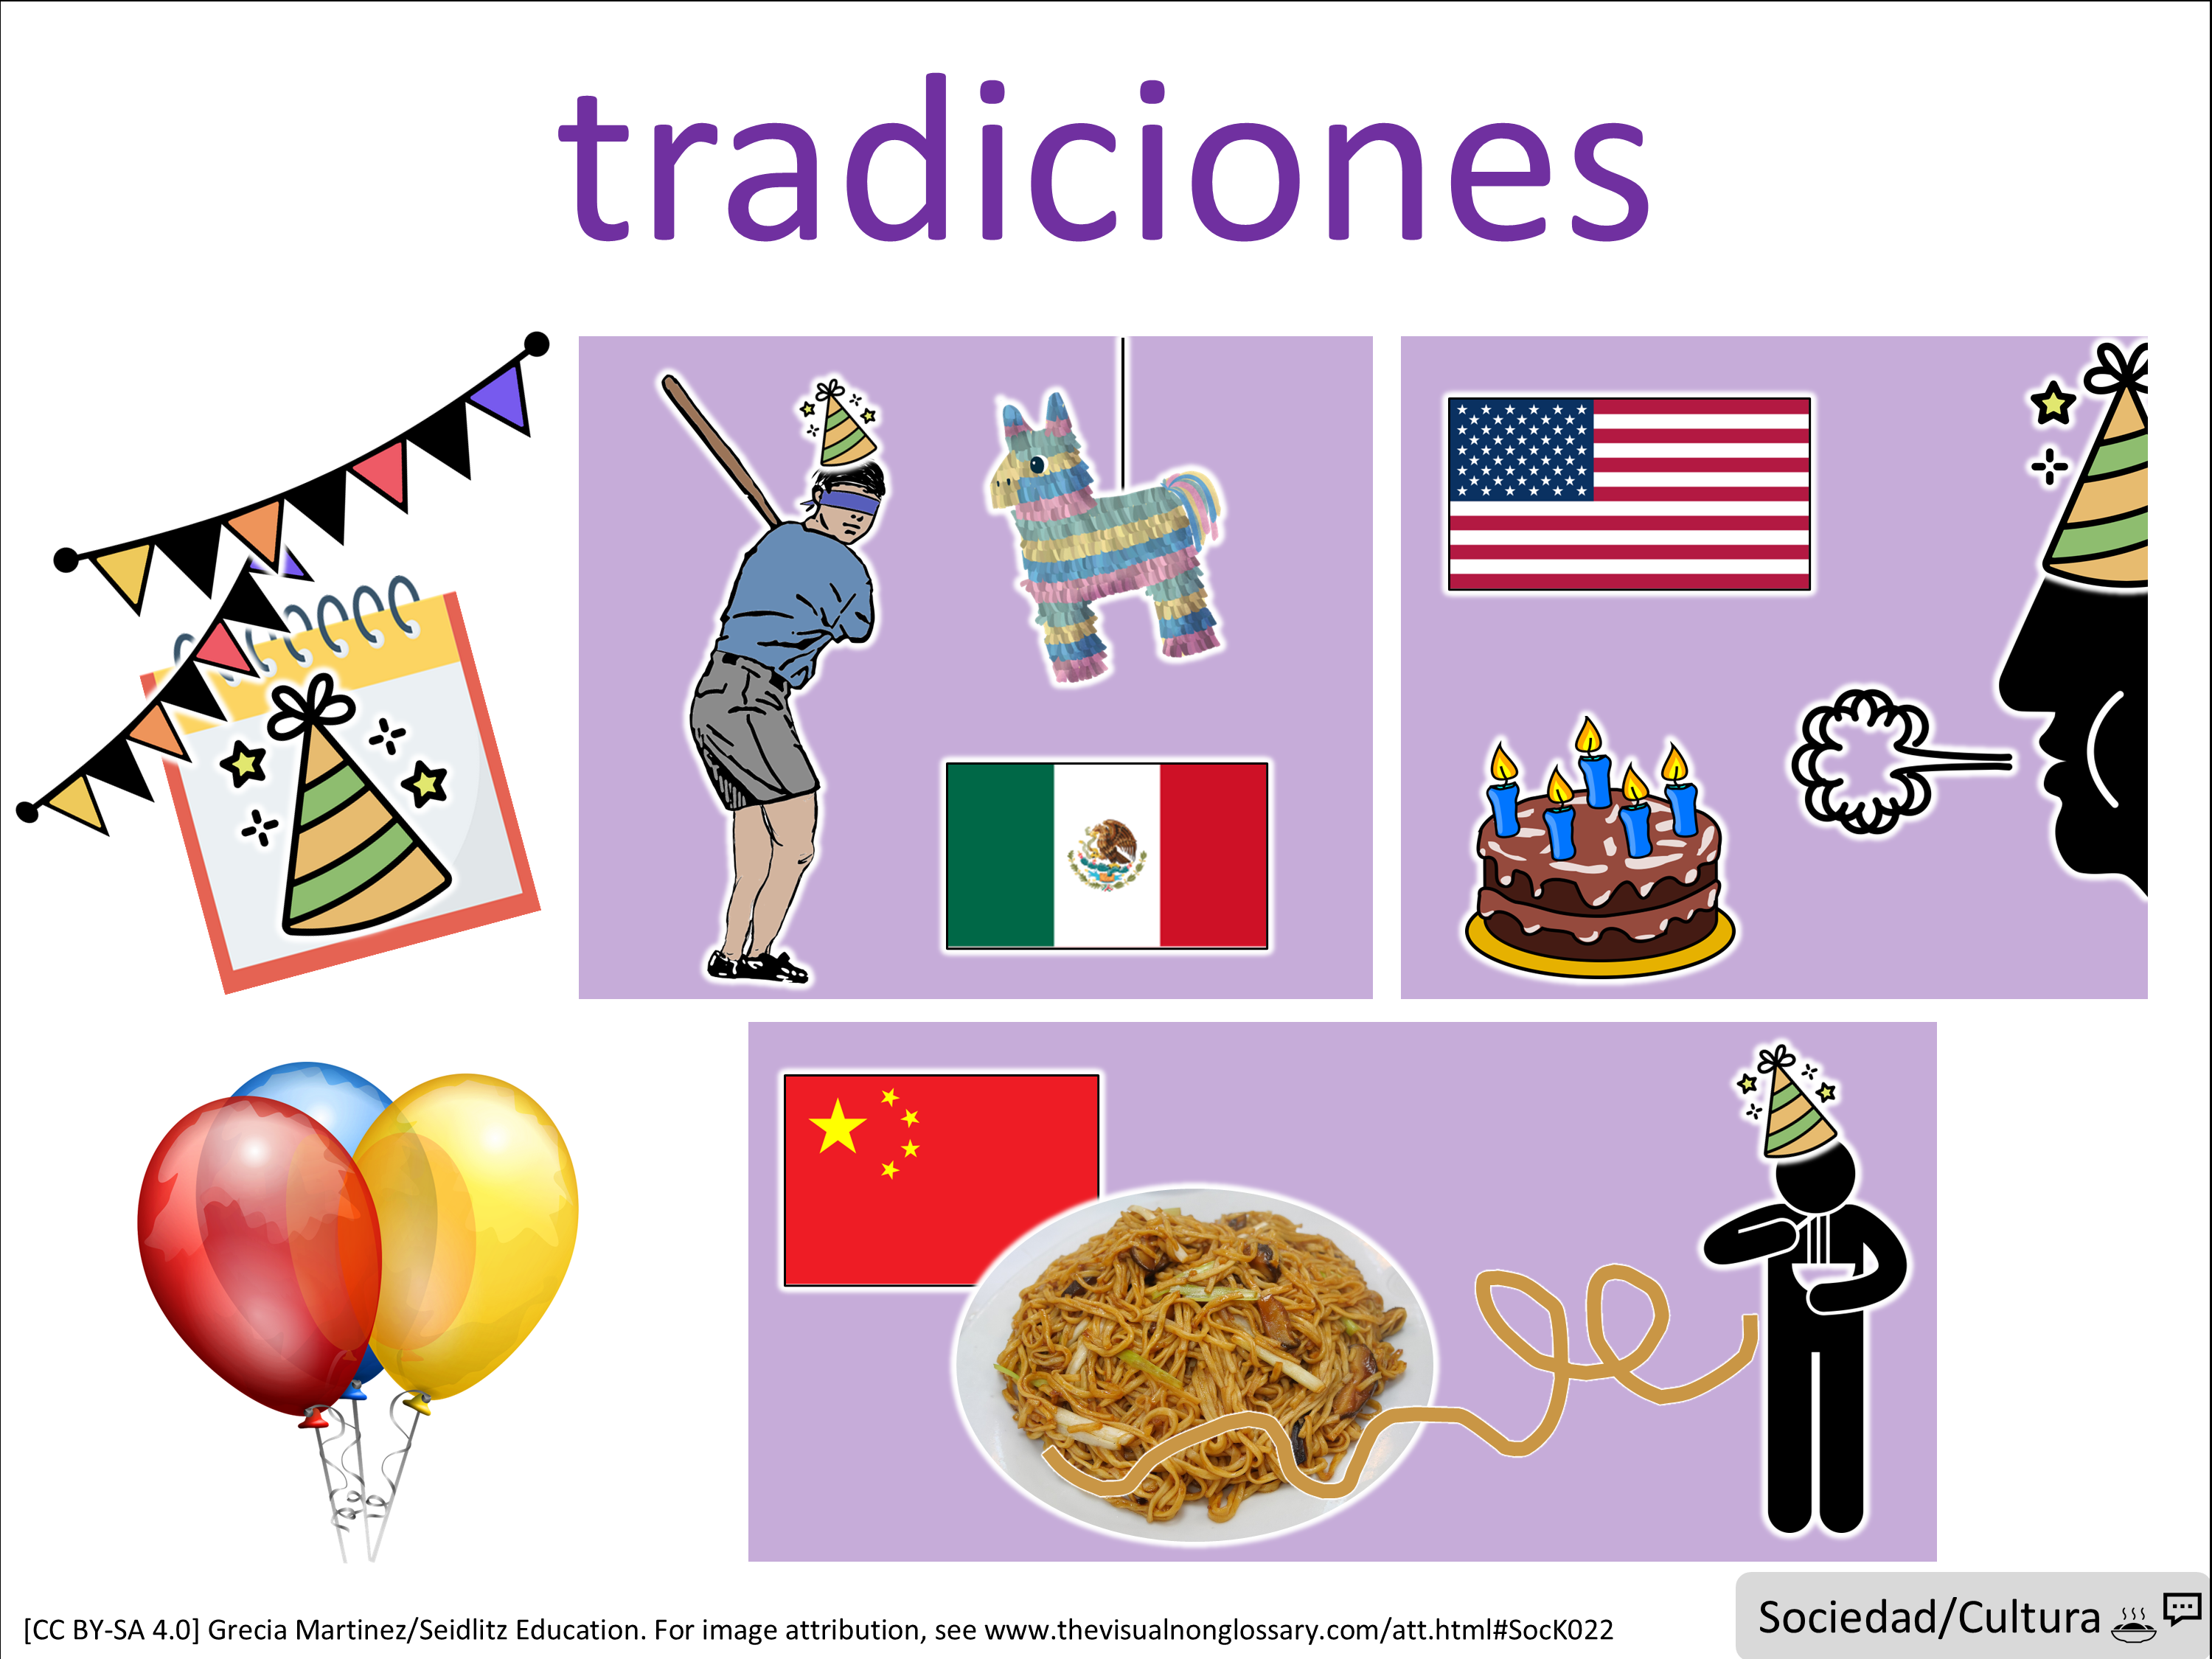 tradiciones
[CC BY-SA 4.0] Grecia Martinez/Seidlitz Education. For image attribution, see www.thevisualnonglossary.com/att.html#SocK022
Sociedad/Cultura